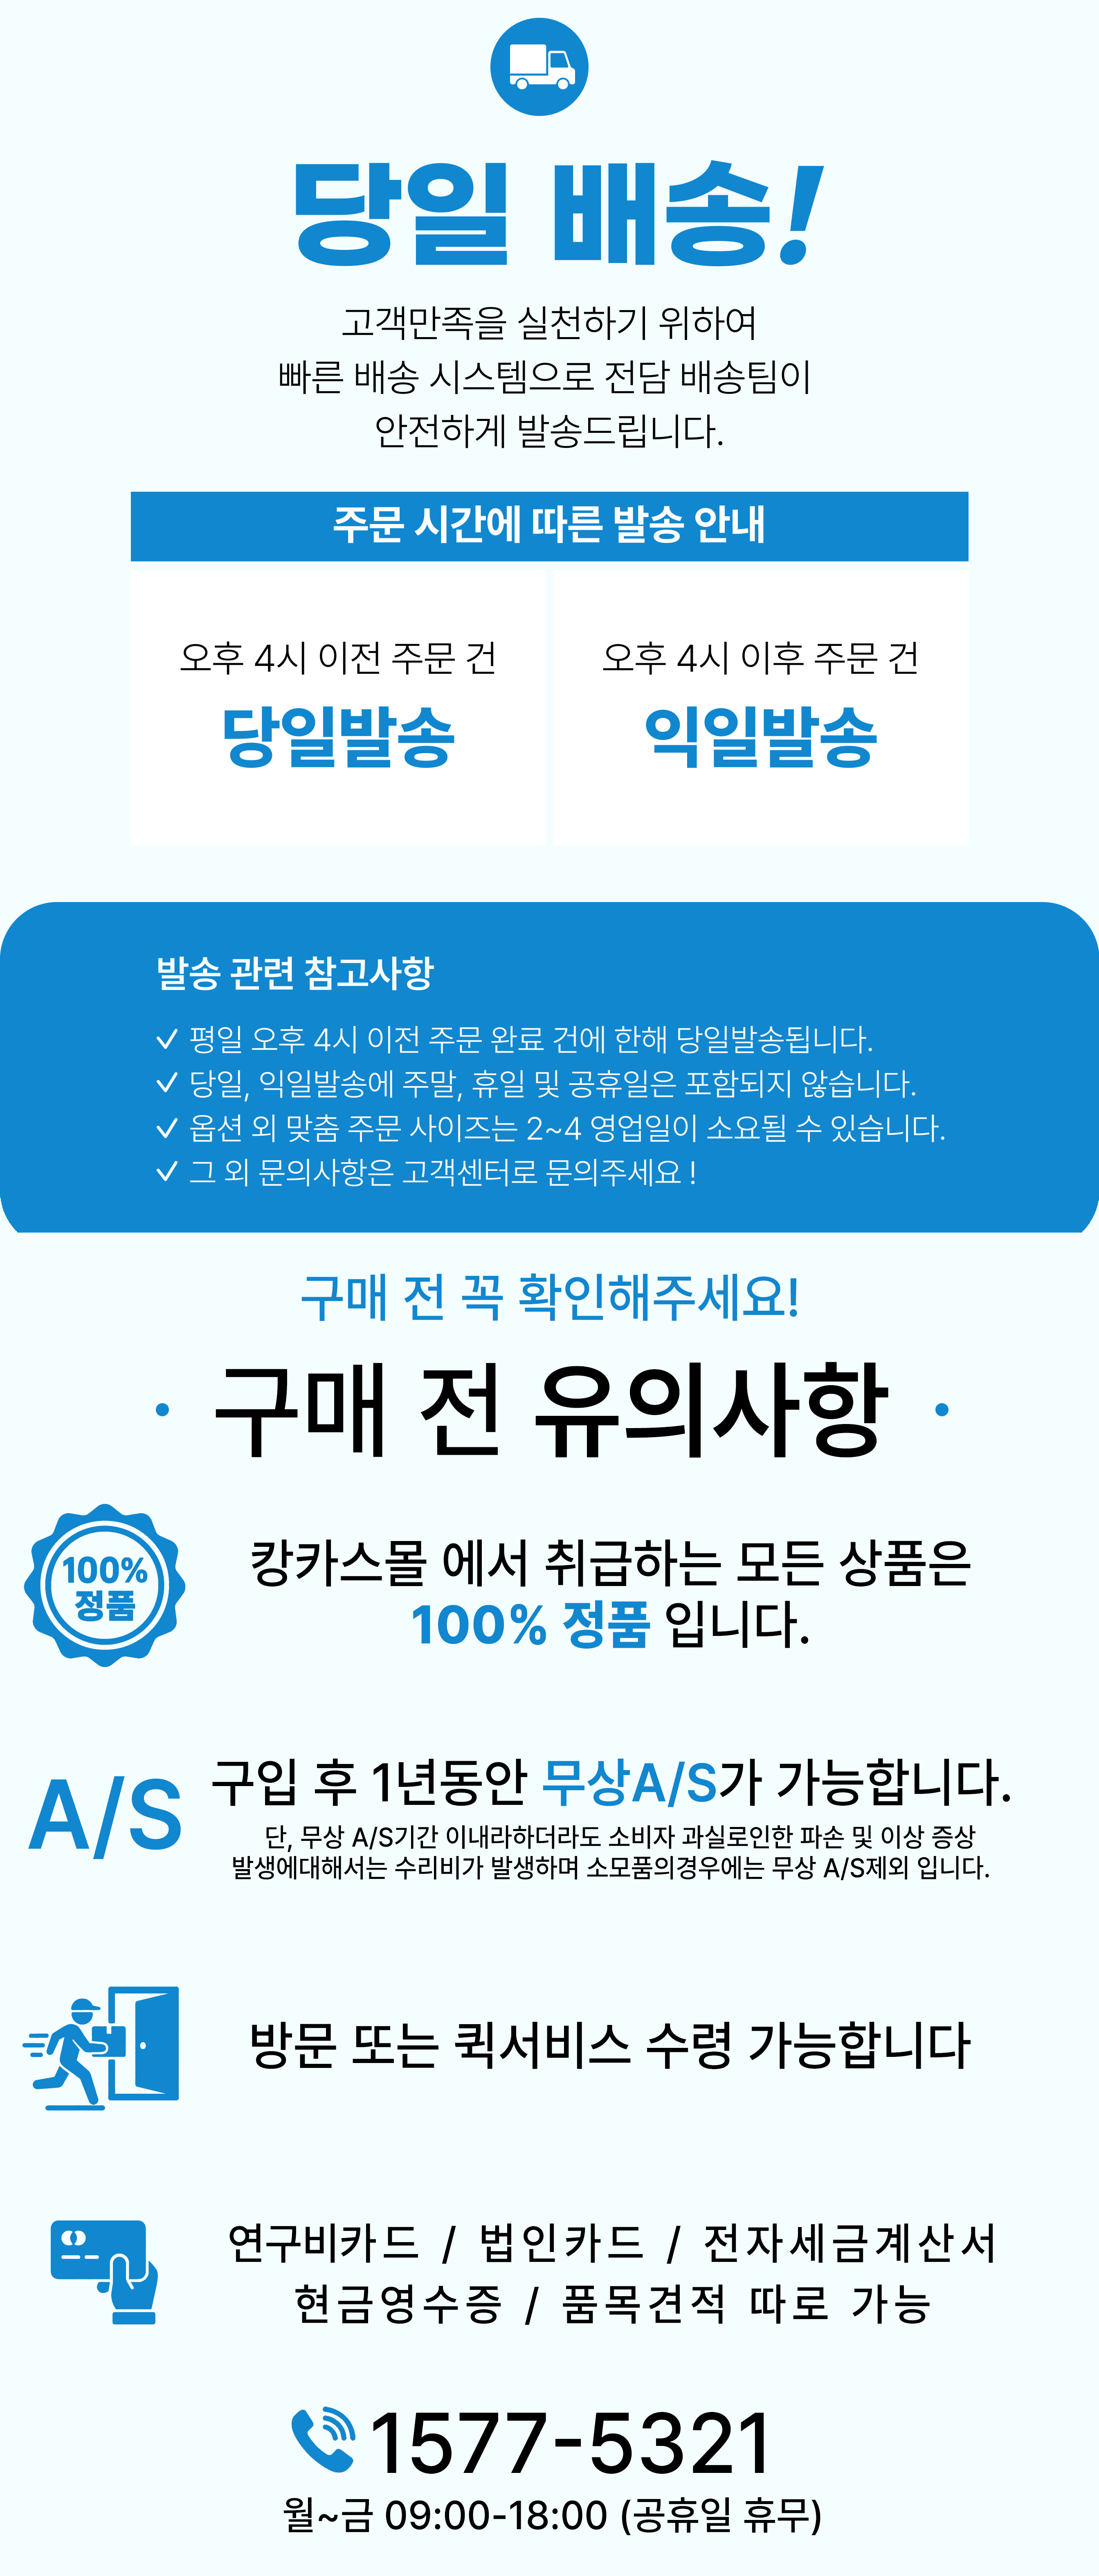 당일 배송!
고객만족을 실천하기 위하여
빠른 배송 시스템으로 전담 배송팀이
안전하게 발송드립니다.
주문 시간에 따른 발송 안내
오후 4시 이전 주문 건
당일발송
오후 4시 이후 주문 건
익일발송
발송 관련 참고사항
✓ 평일 오후 4시 이전 주문 완료 건에 한해 당일발송됩니다.
✓ 당일, 익일발송에 주말, 휴일 및 공휴일은 포함되지 않습니다.
✓ 옵션 외 맞춤 주문 사이즈는 2~4 영업일이 소요될 수 있습니다.
✓ 그 외 문의사항은 고객센터로 문의주세요 !
구매 전 꼭 확인해주세요!
· 구매 전 유의사항 ·
100%
정품
캉카스몰 에서 취급하는 모든 상품은
100% 정품 입니다.
A/S
구입 후 1년동안 무상A/S가 가능합니다.
단, 무상 A/S기간 이내라하더라도 소비자 과실로인한 파손 및 이상 증상
발생에대해서는 수리비가 발생하며 소모품의경우에는 무상 A/S제외 입니다.
방문 또는 퀵서비스 수령 가능합니다
연구비카드 / 법인카드 / 전자세금계산서
현금영수증 / 품목견적 따로 가능
1577-5321
월~금 09:00-18:00 (공휴일 휴무)